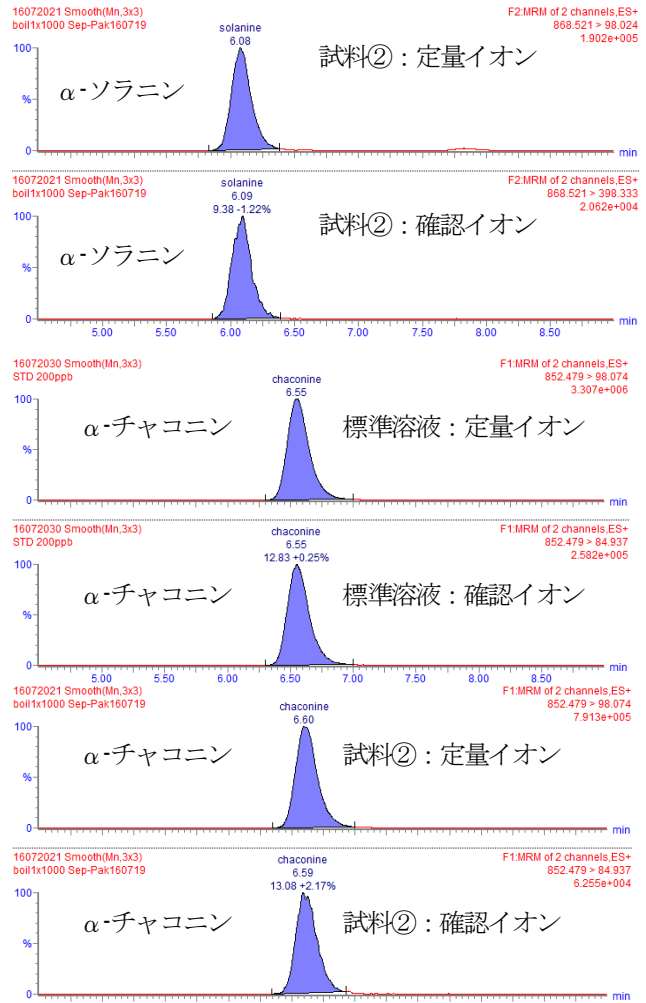 16072021 Smooth(Mn,3x3)
boil1x1000 Sep-Pak160719
F2:MRM of 2 channels,ES+
868.521 > 98.024
1.902e+005
solanine
6.08
試料②：定量イオン
α-ソラニン
100
%
0
min
16072021 Smooth(Mn,3x3)
boil1x1000 Sep-Pak160719
F2:MRM of 2 channels,ES+
868.521 > 398.333
2.062e+004
solanine
6.09
9.38 -1.22%
試料②：確認イオン
α-ソラニン
100
%
0
min
5.00 5.50 6.00 6.50 7.00 7.50 8.00 8.50
16072030 Smooth(Mn,3x3)
STD 200ppb
F1:MRM of 2 channels,ES+
852.479 > 98.074
3.307e+006
chaconine
6.55
α-チャコニン
標準溶液：定量イオン
100
%
0
min
16072030 Smooth(Mn,3x3)
STD 200ppb
F1:MRM of 2 channels,ES+
852.479 > 84.937
2.582e+005
chaconine
6.55
12.83 +0.25%
α-チャコニン
標準溶液：確認イオン
100
%
0
min
5.00 5.50 6.00 6.50 7.00 7.50 8.00 8.50
16072021 Smooth(Mn,3x3)
boil1x1000 Sep-Pak160719
F1:MRM of 2 channels,ES+
852.479 > 98.074
7.913e+005
chaconine
6.60
α-チャコニン
試料②：定量イオン
100
%
0
min
16072021 Smooth(Mn,3x3)
boil1x1000 Sep-Pak160719
F1:MRM of 2 channels,ES+
852.479 > 84.937
6.255e+004
chaconine
6.59
13.08 +2.17%
α-チャコニン
試料②：確認イオン
100
%
0
min